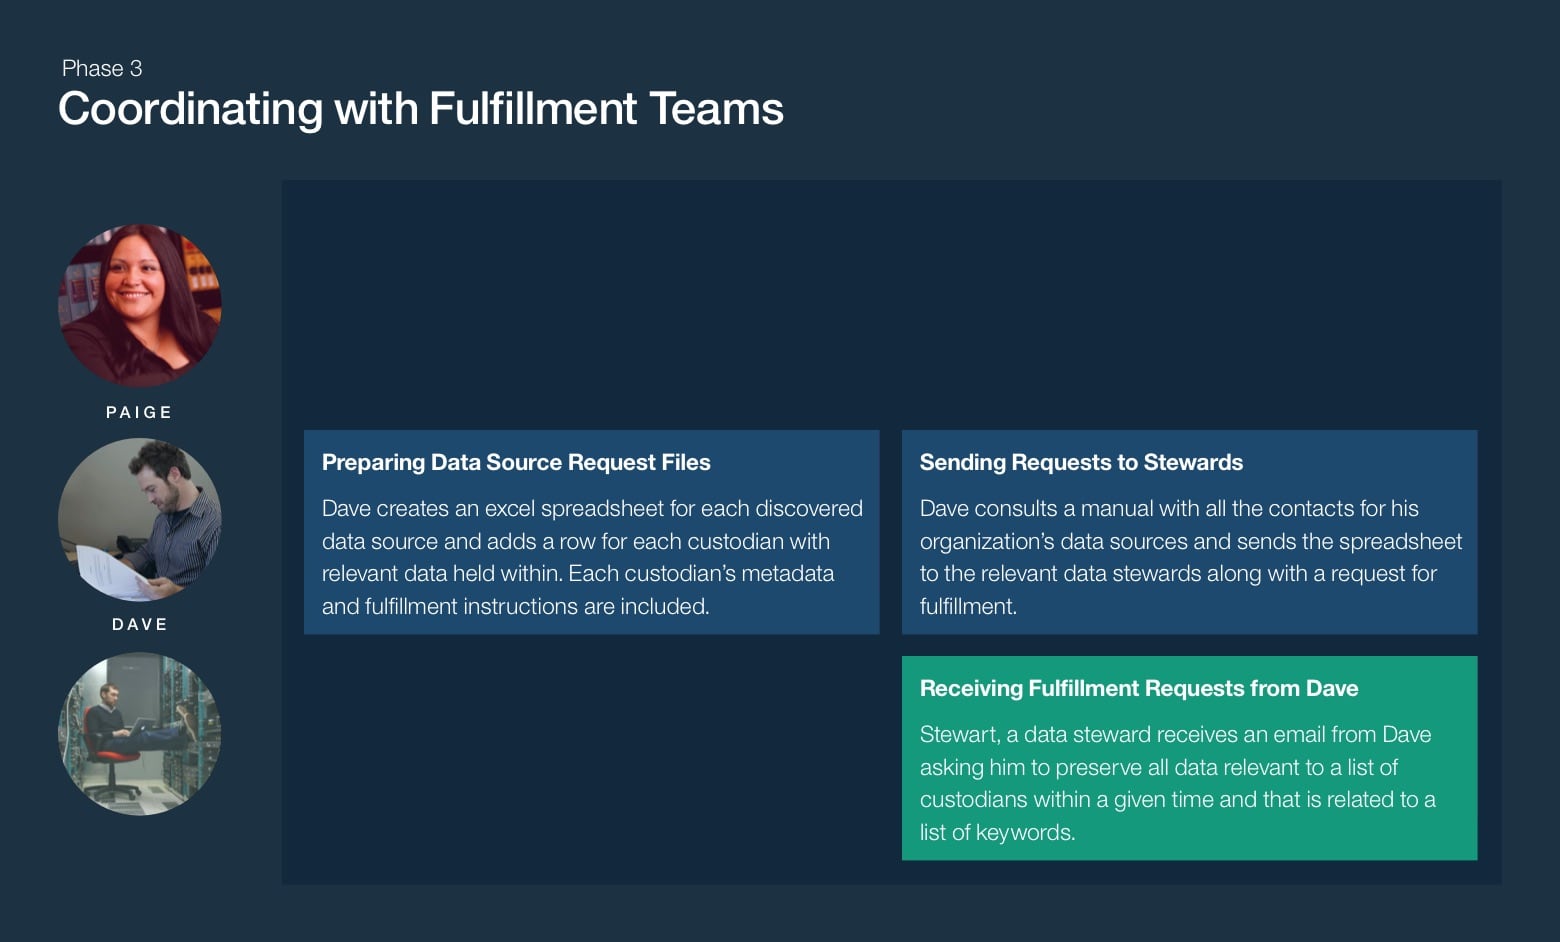 Phase 3
Coordinating with Fulfillment Teams
PAIGE
DAVE
Preparing Data Source Request Files
Dave creates an excel spreadsheet for each discovered
data source and adds a row for each custodian with
relevant data held within. Each custodian's metadata
and fulfillment instructions are included.
Sending Requests to Stewards
Dave consults a manual with all the contacts for his
organization's data sources and sends the spreadsheet
to the relevant data stewards along with a request for
fulfillment.
Receiving Fulfillment Requests from Dave
Stewart, a data steward receives an email from Dave
asking him to preserve all data relevant to a list of
custodians within a given time and that is related to a
list of keywords.